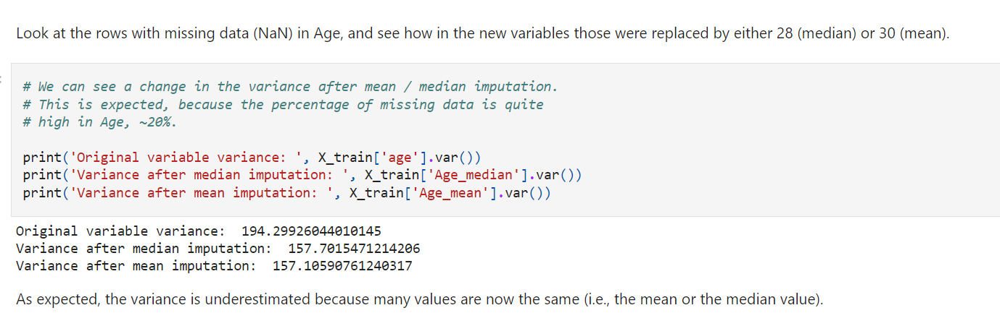 Look at the rows with missing data (NaN) in Age, and see how in the new variables those were replaced by either 28 (median) or 30 (mean).
# We can see a change in the variance after mean / median imputation.
# This is expected, because the percentage of missing data is quite
# high in Age, ~20%.
print('Original variable variance: ', X_train['age'].var())
print('Variance after median imputation: ', X_train['Age_median'].var())
print('Variance after mean imputation: ', X_train['Age_mean'].var())
Original variable variance:  194.29926044010145
Variance after median imputation:  157.7015471214206
Variance after mean imputation:  157.10590761240317
As expected, the variance is underestimated because many values are now the same (i.e., the mean or the median value).